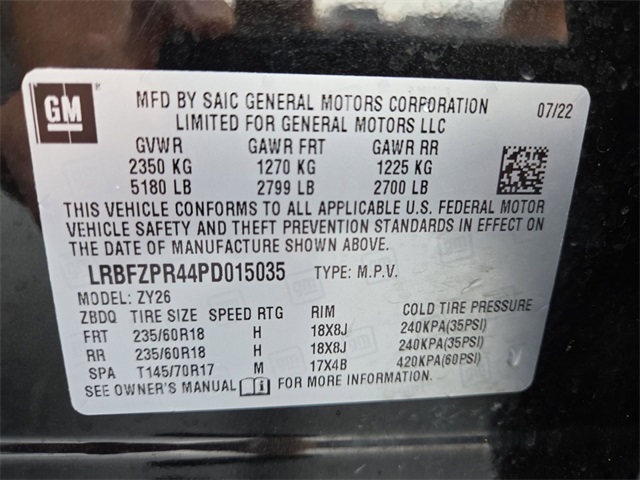 GM
MFD BY SAIC GENERAL MOTORS CORPORATION 07/22
LIMITED FOR GENERAL MOTORS LLC
GVWR GAWR FRT GAWR RR
2350 KG 1270 KG 1225 KG
5180 LB 2799 LB 2700 LB
THIS VEHICLE CONFORMS TO ALL APPLICABLE U.S. FEDERAL MOTOR
VEHICLE SAFETY AND THEFT PREVENTION STANDARDS IN EFFECT ON
THE DATE OF MANUFACTURE SHOWN ABOVE.
LRBFZPR44PD015035 TYPE: M.P.V.
MODEL: ZY26
ZBDQ TIRE SIZE SPEED RTG RIM COLD TIRE PRESSURE
FRT 235/60R18 H 18X8J 240KPA(35PSI)
RR 235/60R18 H 18X8J 240KPA(35PSI)
SPA T145/70R17 M 17X4B 420KPA(60PSI)
SEE OWNER'S MANUAL i FOR MORE INFORMATION.